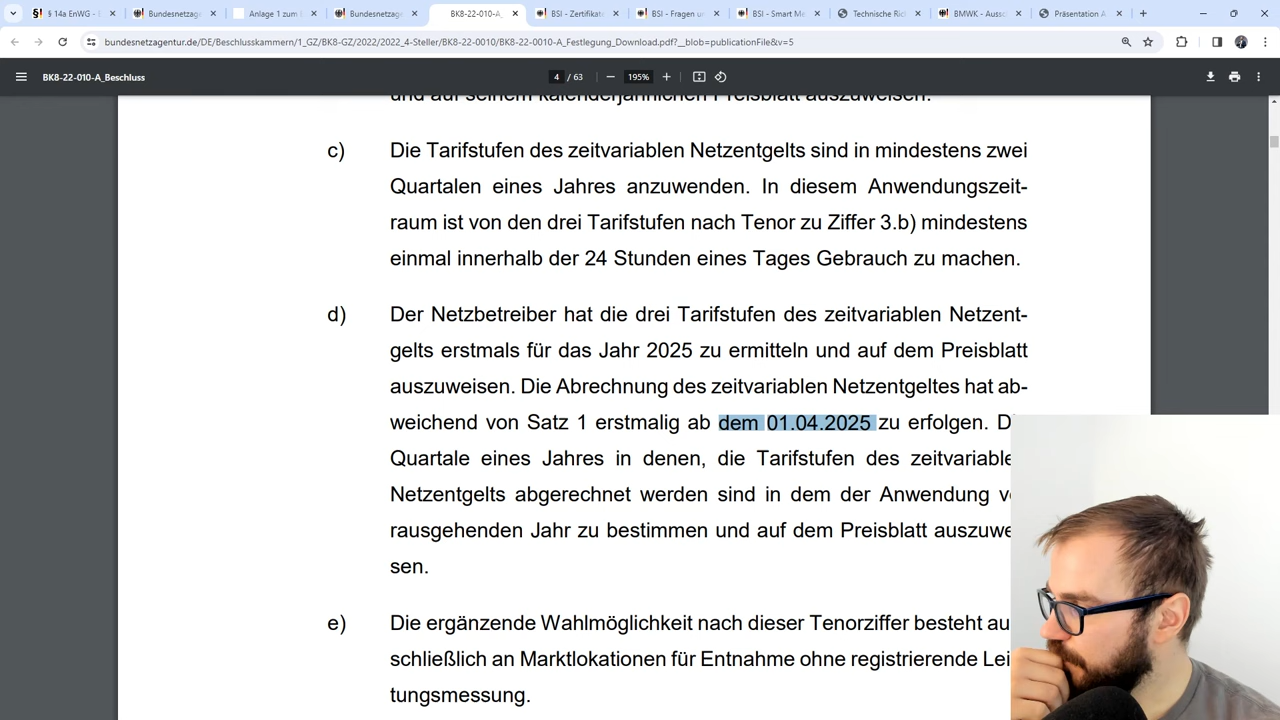 § 14a EnWG - b
Bundesnetzage
Anlage 1 zum
Bundesnetzage
BK8-22-010-A_
BSI - Zertifikate
BSI - Fragen un
BSI - Smart Me
Technische Ric
BMWK - Aussc
Präsentation A
bundesnetzagentur.de/DE/Beschlusskammern/1_GZ/BK8-GZ/2022/2022_4-Steller/BK8-22-0010/BK8-22-0010-A_Festlegung_Download.pdf?__blob=publicationFile&v=5
BK8-22-010-A_Beschluss
4 / 63
195%
und auf seinem kalenderjährlichen Preisblatt auszuweisen.
c) Die Tarifstufen des zeitvariablen Netzentgelts sind in mindestens zwei
Quartalen eines Jahres anzuwenden. In diesem Anwendungszeit-
raum ist von den drei Tarifstufen nach Tenor zu Ziffer 3.b) mindestens
einmal innerhalb der 24 Stunden eines Tages Gebrauch zu machen.
d) Der Netzbetreiber hat die drei Tarifstufen des zeitvariablen Netzent-
gelts erstmals für das Jahr 2025 zu ermitteln und auf dem Preisblatt
auszuweisen. Die Abrechnung des zeitvariablen Netzentgeltes hat ab-
weichend von Satz 1 erstmalig ab dem 01.04.2025 zu erfolgen. D
Quartale eines Jahres in denen, die Tarifstufen des zeitvariable
Netzentgelts abgerechnet werden sind in dem der Anwendung v
rausgehenden Jahr zu bestimmen und auf dem Preisblatt auszuwe
sen.
e) Die ergänzende Wahlmöglichkeit nach dieser Tenorziffer besteht au
schließlich an Marktlokationen für Entnahme ohne registrierende Lei
tungsmessung.